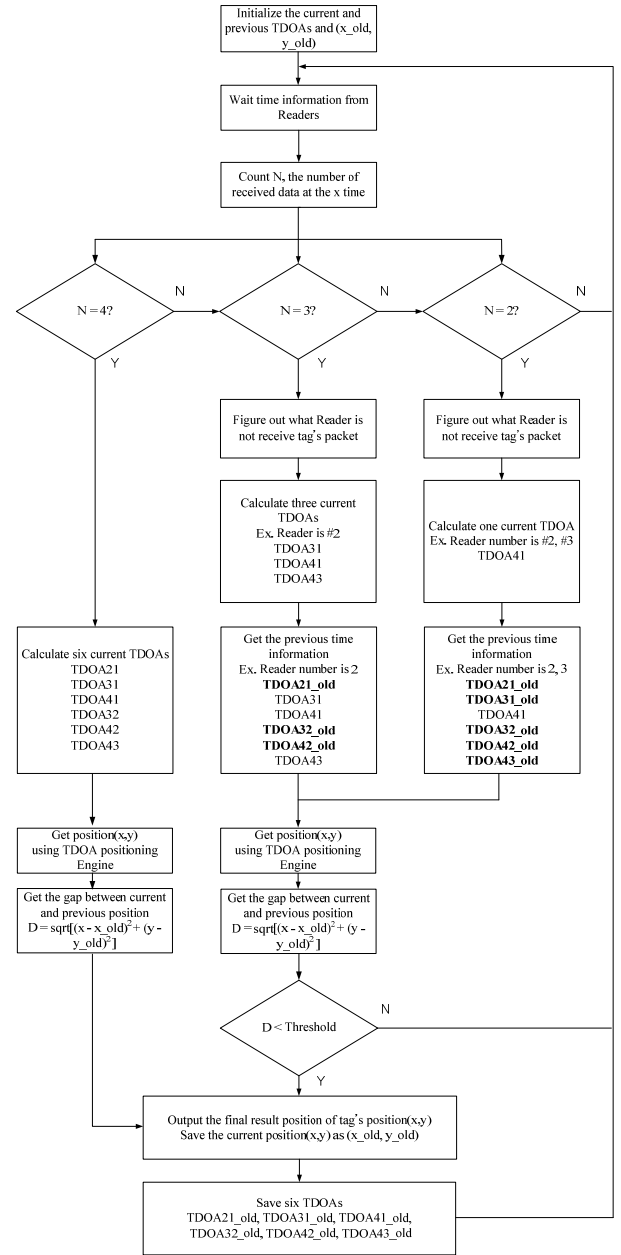 Initialize the current and
previous TDOAs and (x_old,
y_old)
Wait time information from
Readers
Count N, the number of
received data at the x time
N = 4?
N
Y
N = 3?
N
Y
N = 2?
N
Y
Figure out what Reader is
not receive tag's packet
Figure out what Reader is
not receive tag's packet
Calculate three current
TDOAs
Ex. Reader is #2
TDOA31
TDOA41
TDOA43
Calculate one current TDOA
Ex. Reader number is #2, #3
TDOA41
Calculate six current TDOAs
TDOA21
TDOA31
TDOA41
TDOA32
TDOA42
TDOA43
Get the previous time
information
Ex. Reader number is 2
TDOA21_old
TDOA31
TDOA41
TDOA32_old
TDOA42_old
TDOA43
Get the previous time
information
Ex. Reader number is 2, 3
TDOA21_old
TDOA31_old
TDOA41
TDOA32_old
TDOA42_old
TDOA43_old
Get position(x,y)
using TDOA positioning
Engine
Get position(x,y)
using TDOA positioning
Engine
Get the gap between current
and previous position
D = sqrt[(x - x_old)² + (y -
y_old)²]
Get the gap between current
and previous position
D = sqrt[(x - x_old)² + (y -
y_old)²]
D < Threshold
N
Y
Output the final result position of tag's position(x,y)
Save the current position(x,y) as (x_old, y_old)
Save six TDOAs
TDOA21_old, TDOA31_old, TDOA41_old,
TDOA32_old, TDOA42_old, TDOA43_old